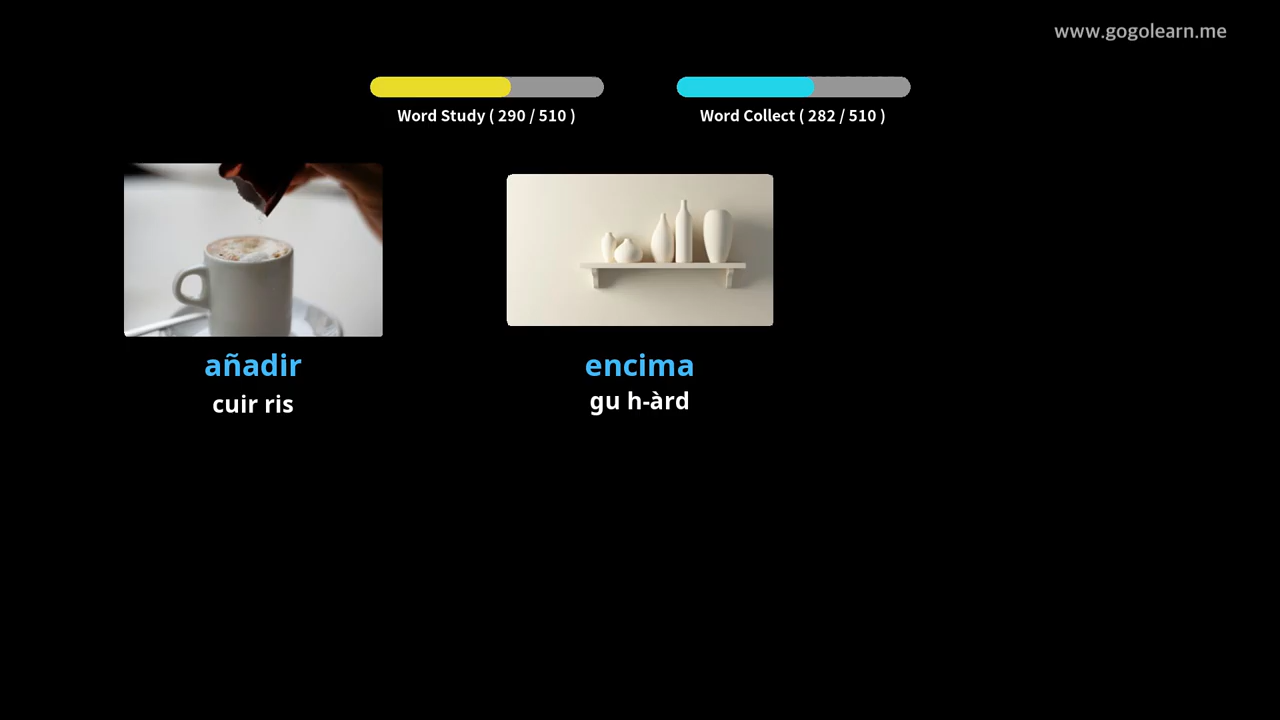 www.gogolearn.me
Word Study ( 290 / 510 )
Word Collect ( 282 / 510 )
añadir
cuir ris
encima
gu h-àrd